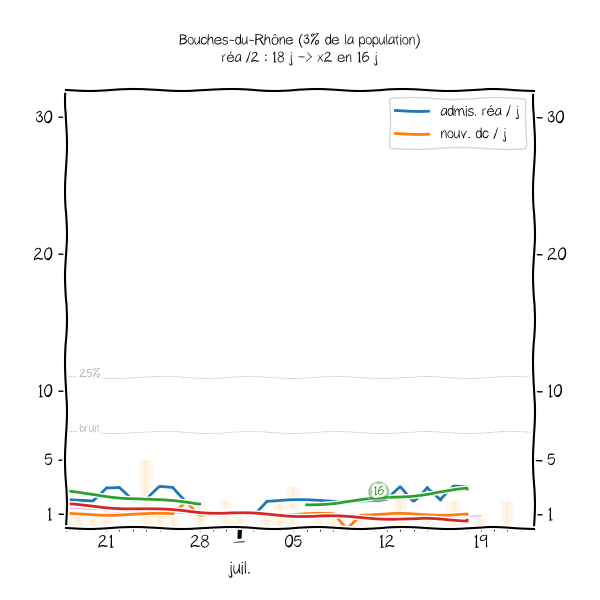 Bouches-du-Rhône (3% de la population)
réa /2 : 18 j -> x2 en 16 j
admis. réa / j
nouv. dc / j
30
30
20
20
25%
10
10
bruit
5
5
16
1
1
21
28
05
12
19
juil.